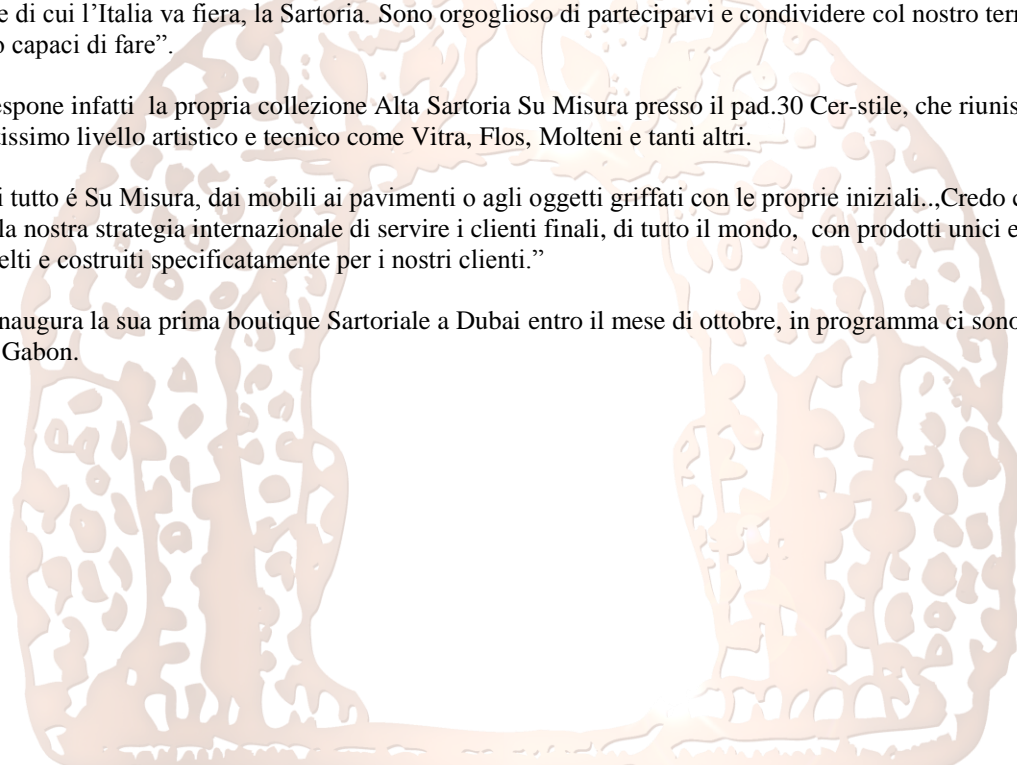 e di cui l’Italia va fiera, la Sartoria. Sono orgoglioso di parteciparvi e condividere col nostro
o capaci di fare”.
espone infatti  la propria collezione Alta Sartoria Su Misura presso il pad.30 Cer-stile, che
issimo livello artistico e tecnico come Vitra, Flos, Molteni e tanti altri.
i tutto é Su Misura, dai mobili ai pavimenti o agli oggetti griffati con le proprie iniziali..,Credo
la nostra strategia internazionale di servire i clienti finali, di tutto il mondo,  con prodotti unici e
elti e costruiti specificatamente per i nostri clienti.”
naugura la sua prima boutique Sartoriale a Dubai entro il mese di ottobre, in programma ci sono
Gabon.